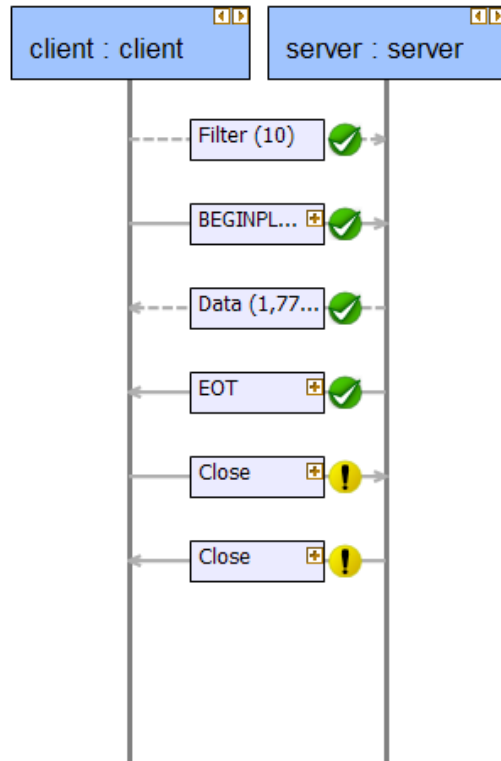 client : client
server : server
Filter (10)
BEGINPL...
Data (1,77...
EOT
Close
Close